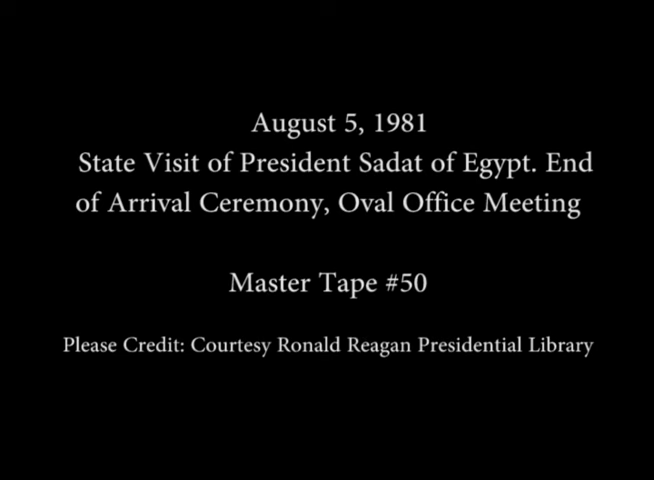 August 5, 1981
State Visit of President Sadat of Egypt. End
of Arrival Ceremony, Oval Office Meeting
Master Tape #50
Please Credit: Courtesy Ronald Reagan Presidential Library